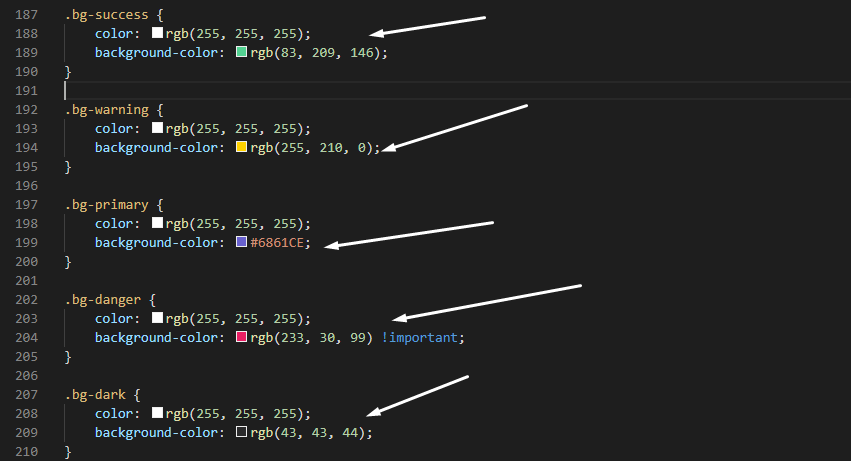 187 .bg-success {
188 color: rgb(255, 255, 255);
189 background-color: rgb(83, 209, 146);
190 }
191
192 .bg-warning {
193 color: rgb(255, 255, 255);
194 background-color: rgb(255, 210, 0);
195 }
196
197 .bg-primary {
198 color: rgb(255, 255, 255);
199 background-color: #6861CE;
200 }
201
202 .bg-danger {
203 color: rgb(255, 255, 255);
204 background-color: rgb(233, 30, 99) !important;
205 }
206
207 .bg-dark {
208 color: rgb(255, 255, 255);
209 background-color: rgb(43, 43, 44);
210 }